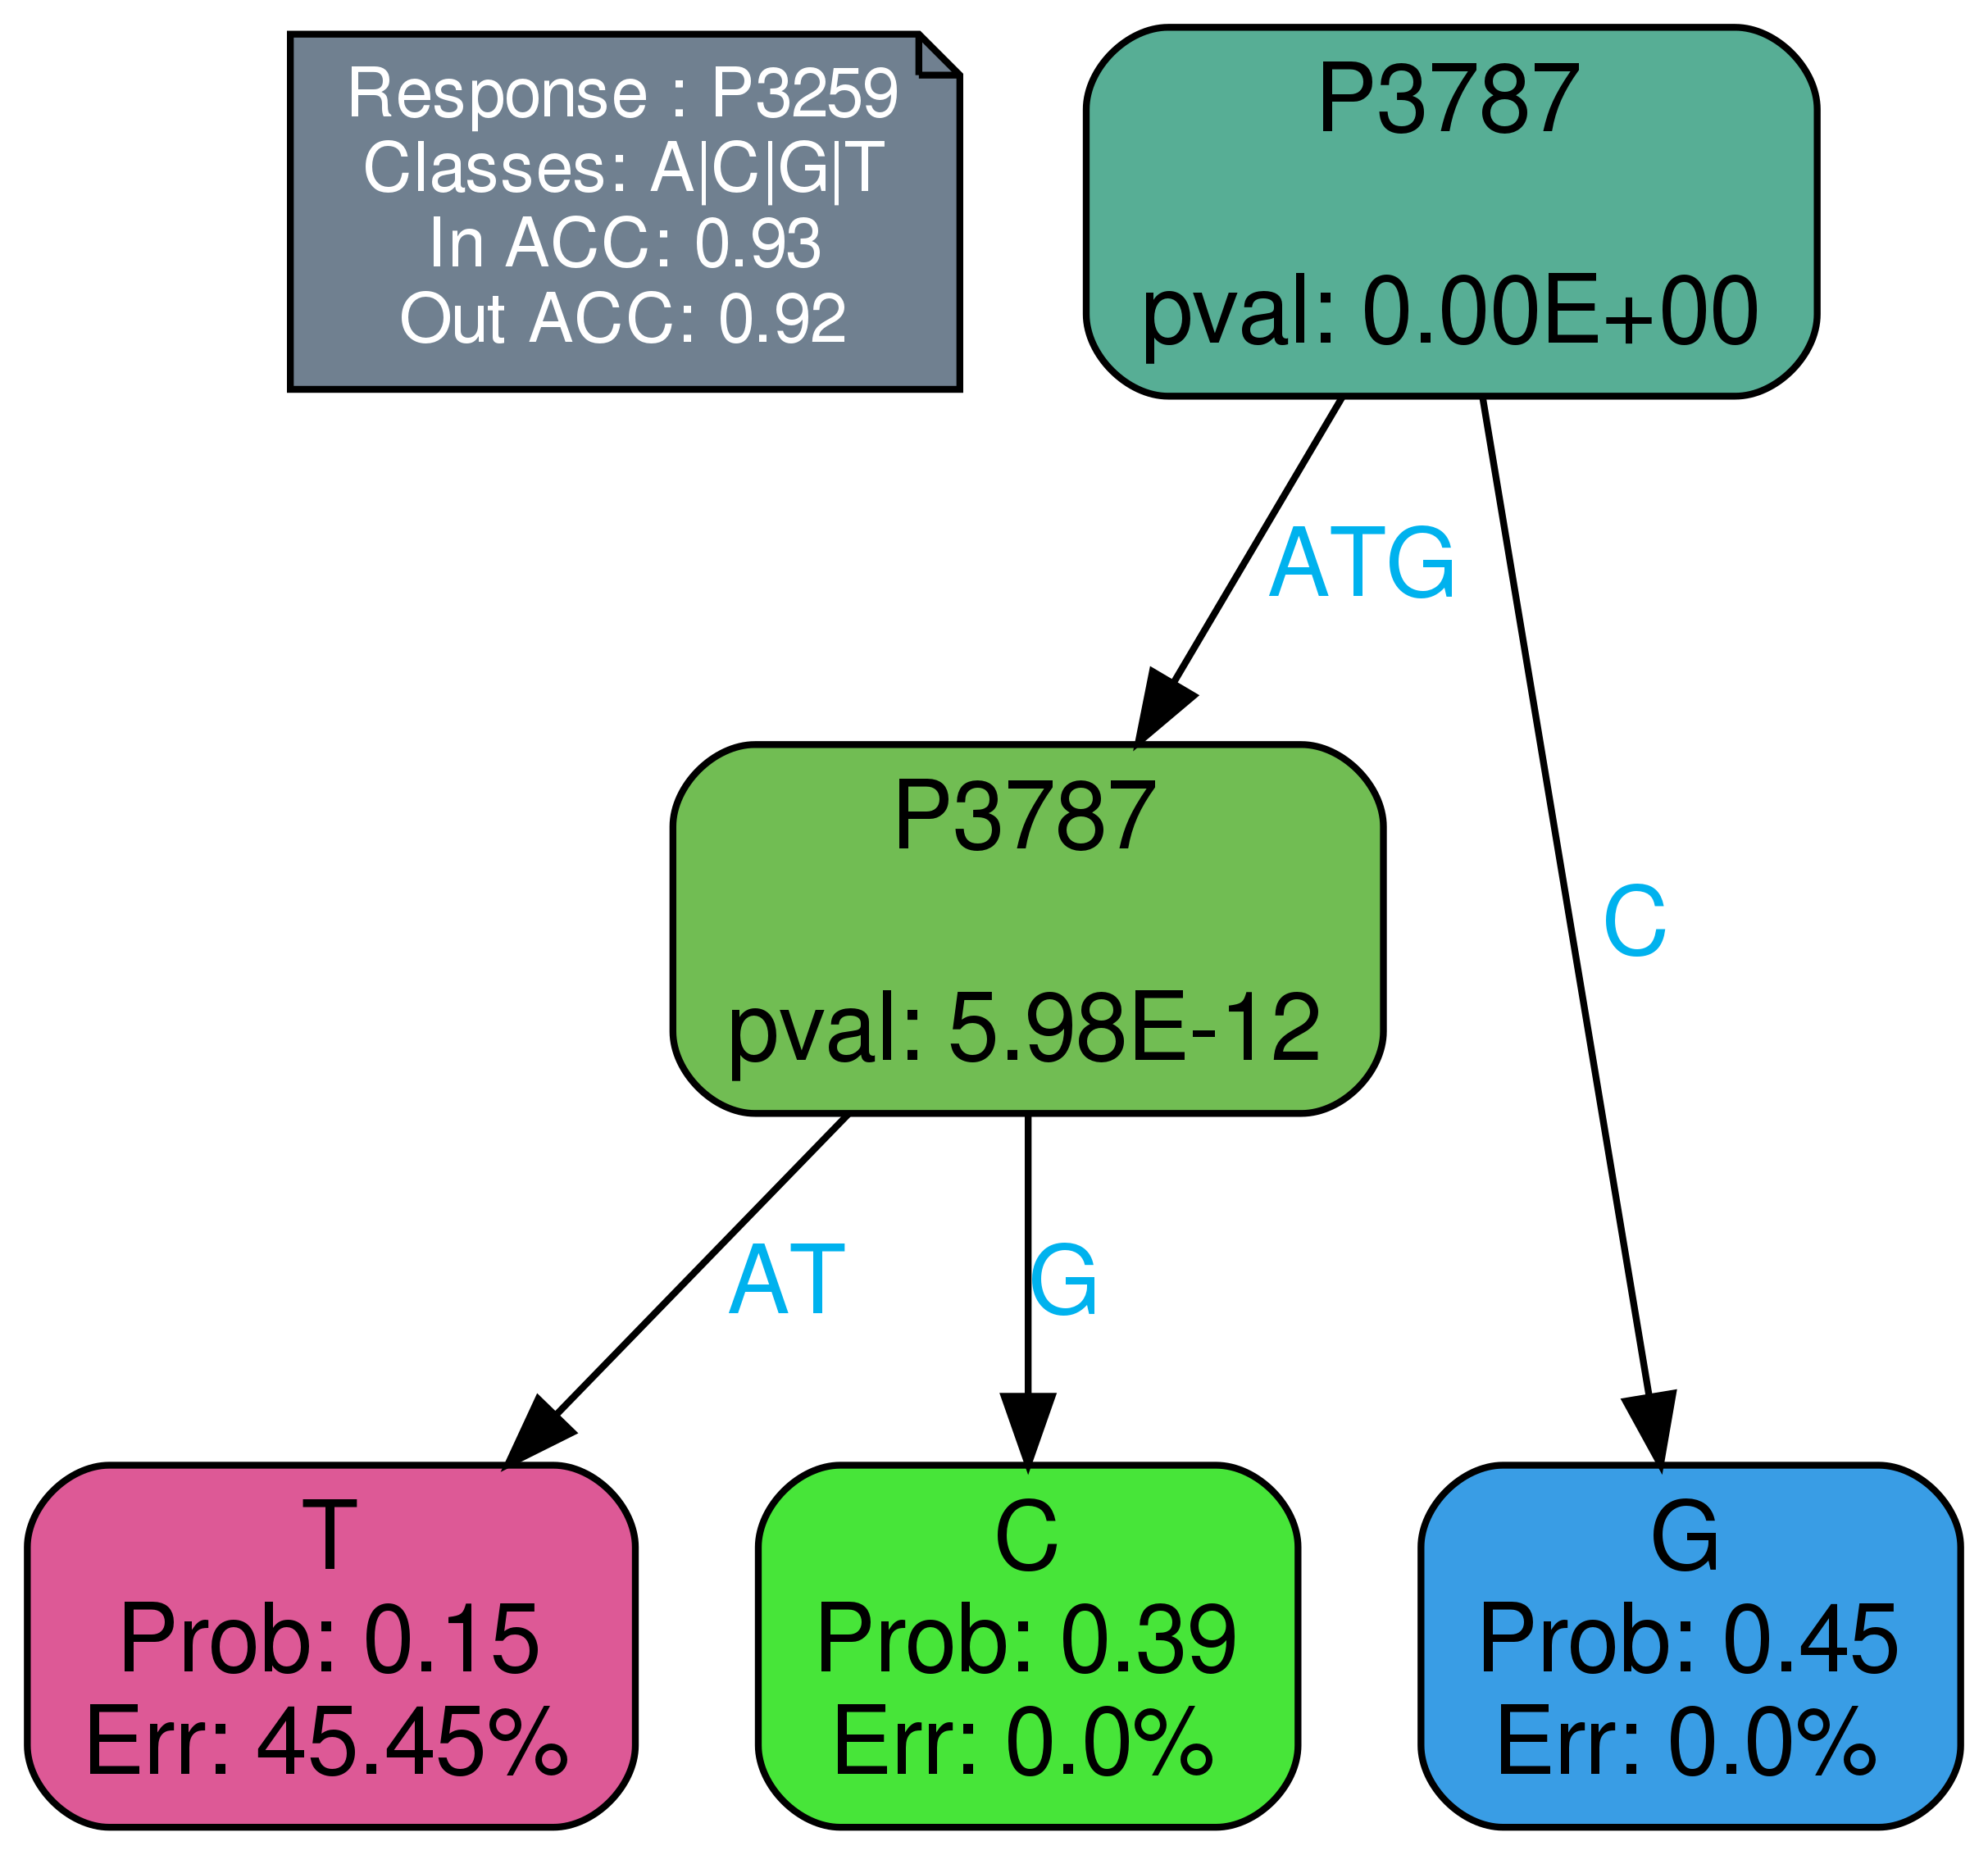 Response : P3259
Classes: A|C|G|T
In ACC: 0.93
Out ACC: 0.92
P3787
pval: 0.00E+00
ATG
P3787
pval: 5.98E-12
C
AT
G
T
Prob: 0.15
Err: 45.45%
C
Prob: 0.39
Err: 0.0%
G
Prob: 0.45
Err: 0.0%